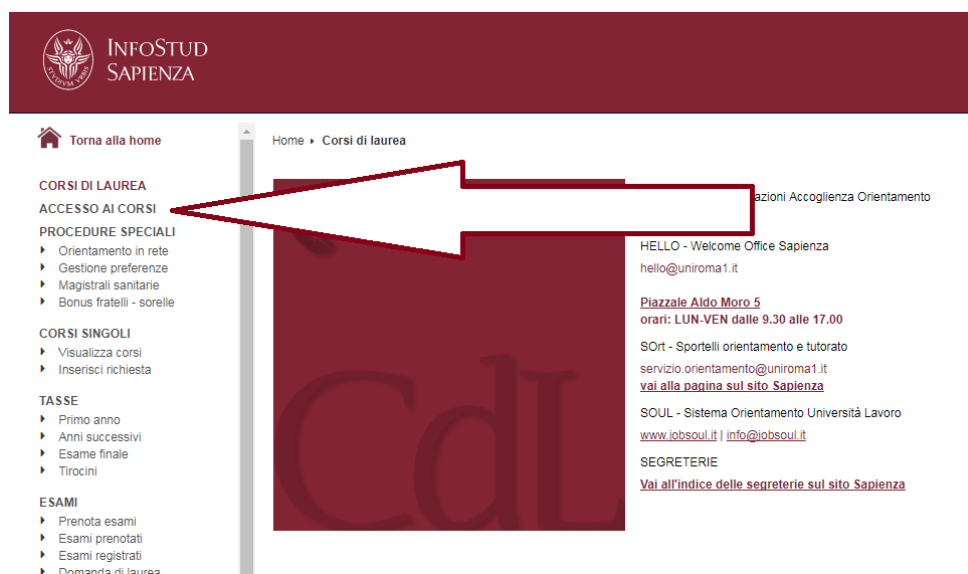 INFOSTUD
SAPIENZA
Torna alla home
CORSI DI LAUREA
ACCESSO AI CORSI
PROCEDURE SPECIALI
Orientamento in rete
Gestione preferenze
Magistrali sanitarie
Bonus fratelli - sorelle
CORSI SINGOLI
Visualizza corsi
Inserisci richiesta
TASSE
Primo anno
Anni successivi
Esame finale
Tirocini
ESAMI
Prenota esami
Esami prenotati
Esami registrati
Domanda di laurea
Home Corsi di laurea
CdL
Accoglienza Orientamento
HELLO - Welcome Office Sapienza
hello@uniroma1.it
Piazzale Aldo Moro 5
orari: LUN-VEN dalle 9.30 alle 17.00
SOrt - Sportelli orientamento e tutorato
servizio.orientamento@uniroma1.it
vai alla pagina sul sito Sapienza
SOUL - Sistema Orientamento Università Lavoro
www.jobsoul.it | info@jobsoul.it
SEGRETERIE
Vai all'indice delle segreterie sul sito Sapienza